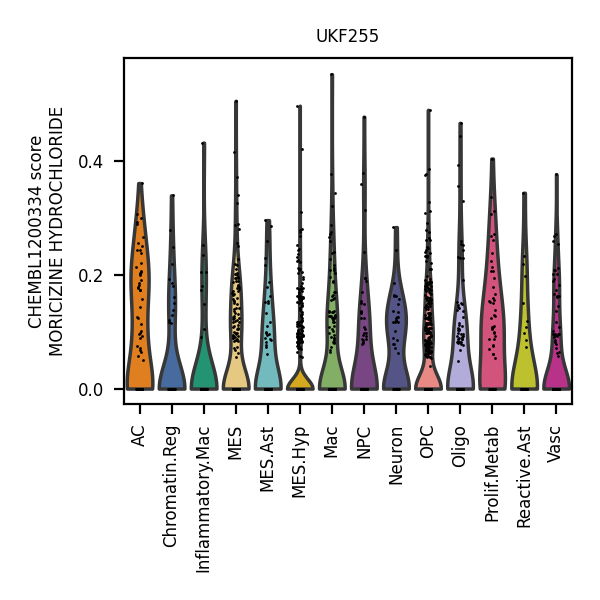 UKF255
CHEMBL1200334 score
MORICIZINE HYDROCHLORIDE
0.4
0.2
0.0
AC
Chromatin.Reg
Inflammatory.Mac
MES
MES.Ast
MES.Hyp
Mac
NPC
Neuron
OPC
Oligo
Prolif.Metab
Reactive.Ast
Vasc